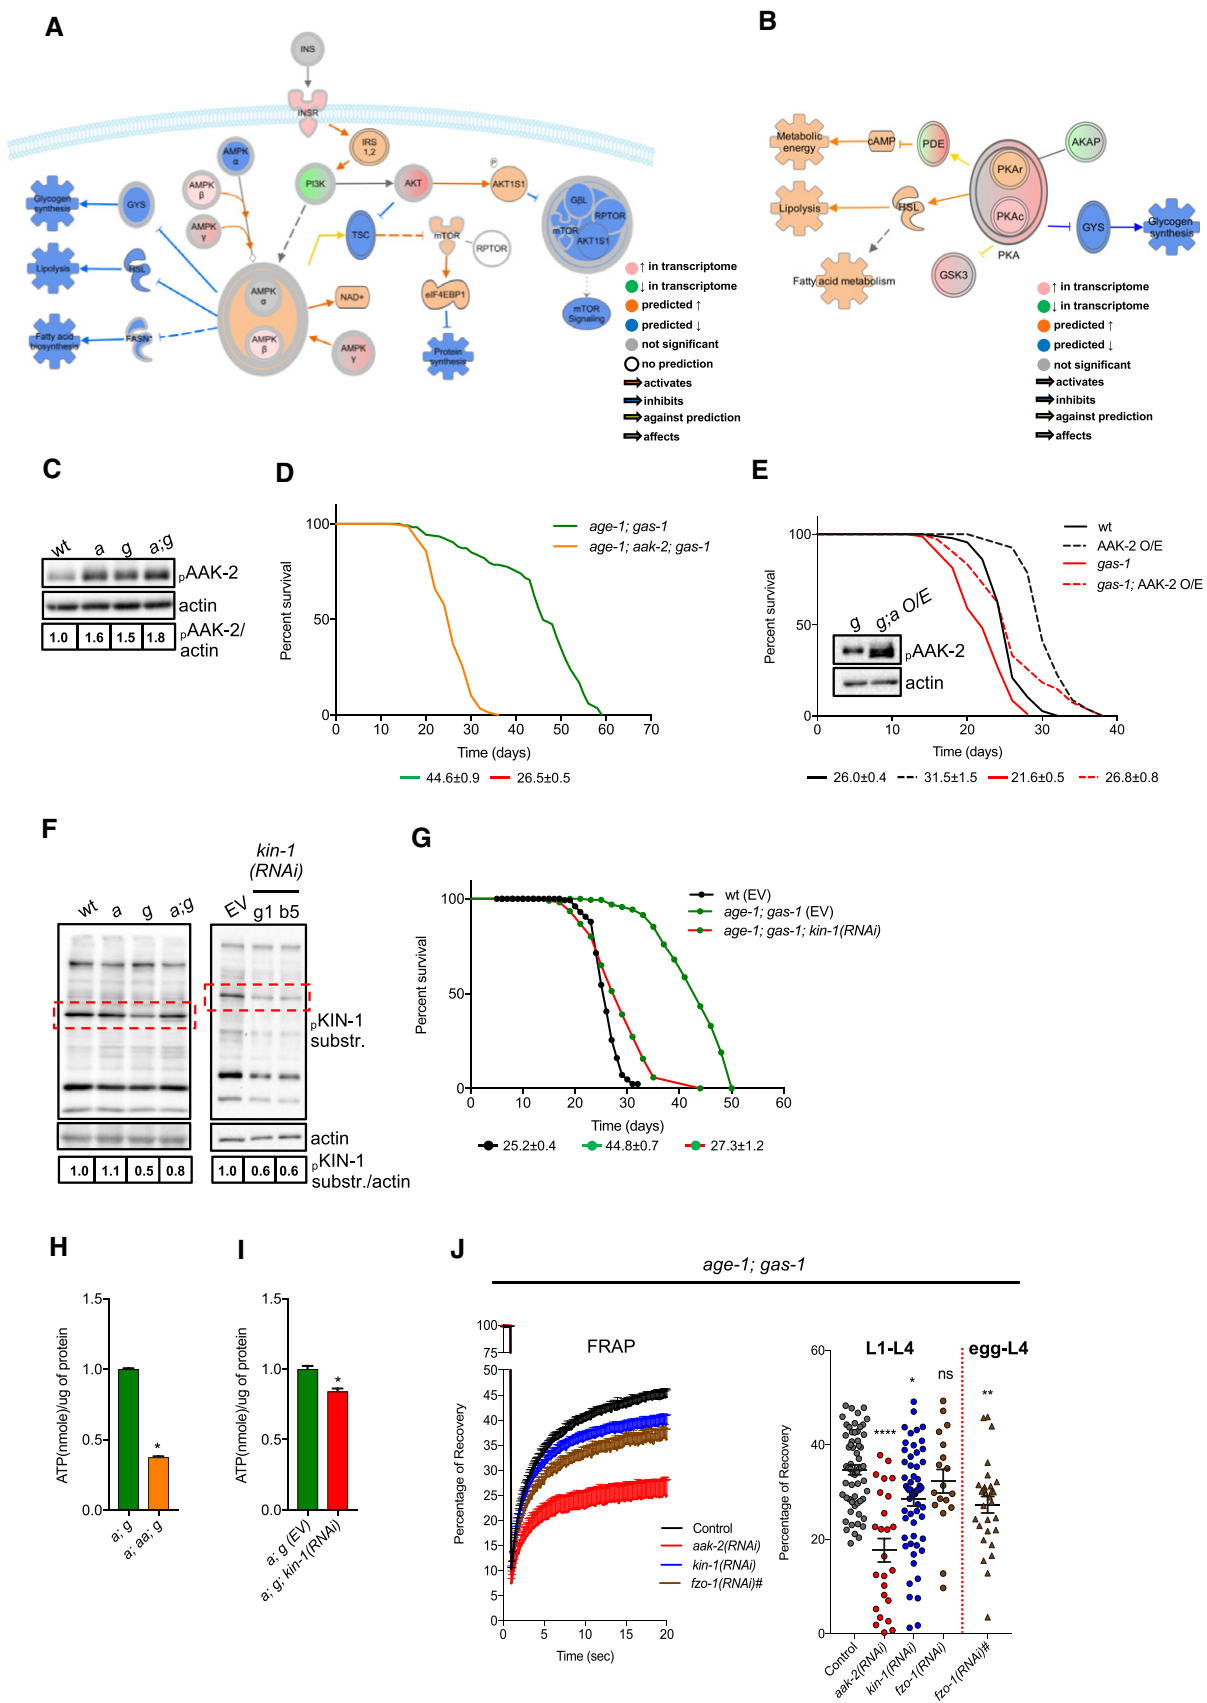 A
INS
INSR
IRS
1,2
AMPK
α
AMPK
β
AMPK
γ
PI3K
AKT
P
AKT1S1
Glycogen
synthesis
GYS
TSC
mTOR
RPTOR
GβL
RPTOR
mTOR
AKT1S1
Lipolysis
HSL
AMPK
α
AMPK
β
NAD+
eIF4EBP1
mTOR
Signaling
Fatty acid
biosynthesis
FASN*
AMPK
γ
Protein
synthesis
↑ in transcriptome
↓ in transcriptome
predicted ↑
predicted ↓
not significant
no prediction
activates
inhibits
against prediction
affects
B
Metabolic
energy
cAMP
PDE
AKAP
PKAr
PKAc
PKA
Lipolysis
HSL
GYS
Glycogen
synthesis
GSK3
Fatty acid metabolism
↑ in transcriptome
↓ in transcriptome
predicted ↑
predicted ↓
not significant
activates
inhibits
against prediction
affects
C
wt a g a;g
pAAK-2
actin
1.0 1.6 1.5 1.8
pAAK-2/
actin
D
Percent survival
100
50
0
0 10 20 30 40 50 60 70
Time (days)
age-1; gas-1
age-1; aak-2; gas-1
44.6±0.9 26.5±0.5
E
Percent survival
100
50
0
0 10 20 30 40
Time (days)
wt
AAK-2 O/E
gas-1
gas-1; AAK-2 O/E
g g;a O/E
pAAK-2
actin
26.0±0.4 31.5±1.5 21.6±0.5 26.8±0.8
F
kin-1
(RNAi)
wt a g a;g
EV g1 b5
pKIN-1
substr.
actin
1.0 1.1 0.5 0.8
1.0 0.6 0.6
pKIN-1
substr./actin
G
Percent survival
100
50
0
0 10 20 30 40 50 60
Time (days)
wt (EV)
age-1; gas-1 (EV)
age-1; gas-1; kin-1(RNAi)
25.2±0.4 44.8±0.7 27.3±1.2
H
ATP(nmole)/ug of protein
1.5
1.0
0.5
0.0
*
a; g
a; aa; g
I
ATP(nmole)/ug of protein
1.5
1.0
0.5
0.0
*
a; g (EV)
a; g; kin-1(RNAi)
J
age-1; gas-1
FRAP
Percentage of Recovery
100
75
50
45
40
35
30
25
20
15
10
5
0
0 5 10 15 20
Time (sec)
Control
aak-2(RNAi)
kin-1(RNAi)
fzo-1(RNAi)#
L1-L4 egg-L4
Percentage of Recovery
60
40
20
0
**** * ns **
Control
aak-2(RNAi)
kin-1(RNAi)
fzo-1(RNAi)
fzo-1(RNAi)#